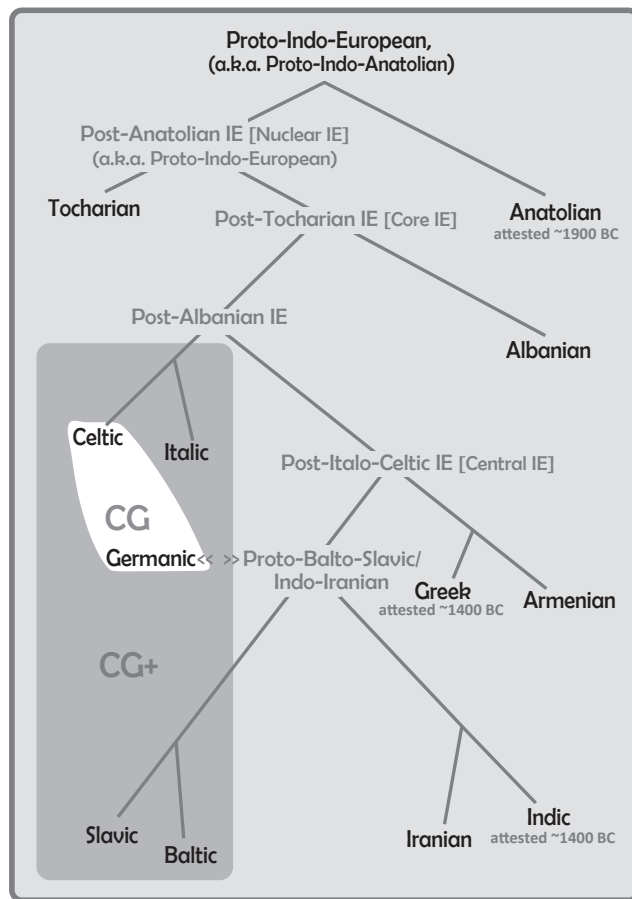 Proto-Indo-European,
(a.k.a. Proto-Indo-Anatolian)
Post-Anatolian IE [Nuclear IE]
(a.k.a. Proto-Indo-European)
Tocharian
Post-Tocharian IE [Core IE]
Anatolian
attested ~1900 BC
Post-Albanian IE
Albanian
Celtic
Italic
Post-Italo-Celtic IE [Central IE]
CG
Germanic<< >>Proto-Balto-Slavic/
Indo-Iranian
Greek
attested ~1400 BC
Armenian
CG+
Slavic
Baltic
Iranian
Indic
attested ~1400 BC